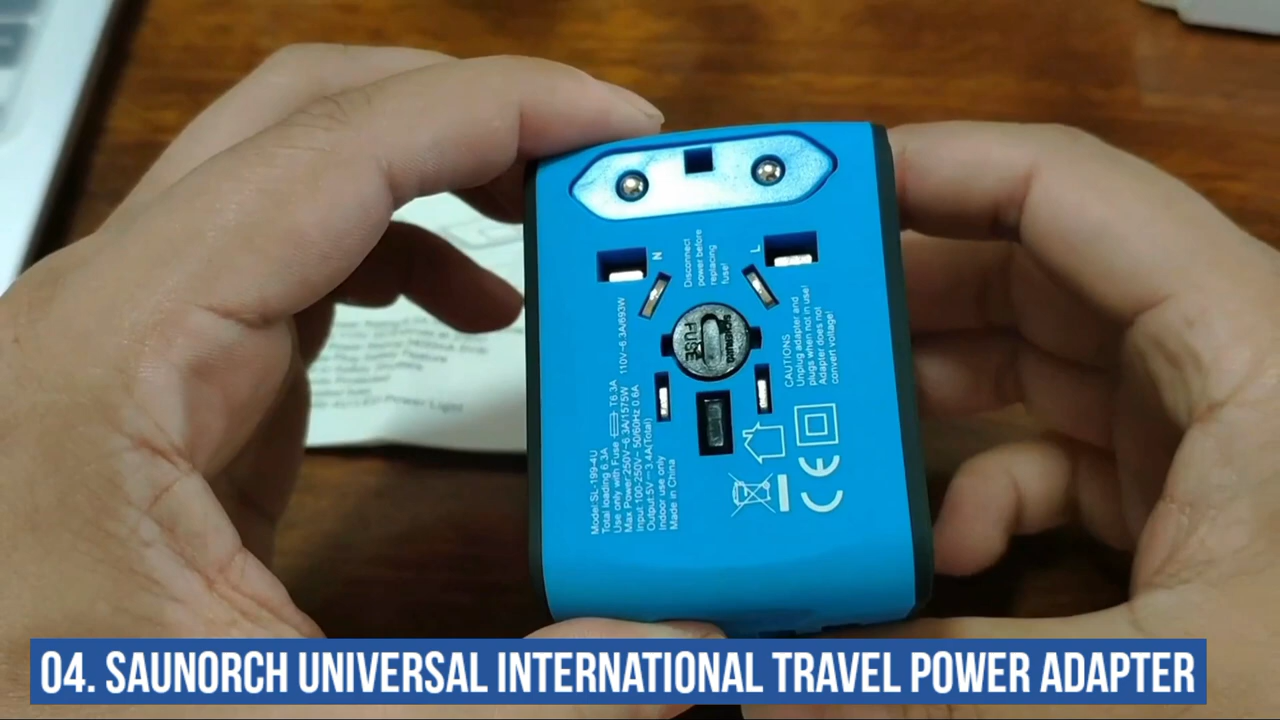 N
L
Disconnect
power before
replacing
fuse!
FUSE
CAUTIONS
Unplug adapter and
plugs when not in use!
Adapter does not
convert voltage!
Model:SL-199-4U
Total loading 6.3A
Use only with Fuse T6.3A
Max Power:250V~6.3A/1575W 110V~6.3A/693W
Input:100-250V~ 50/60Hz 0.6A
Output:5V⎓3.4A(Total)
Indoor use only
Made in China
CE
04. SAUNORCH UNIVERSAL INTERNATIONAL TRAVEL POWER ADAPTER